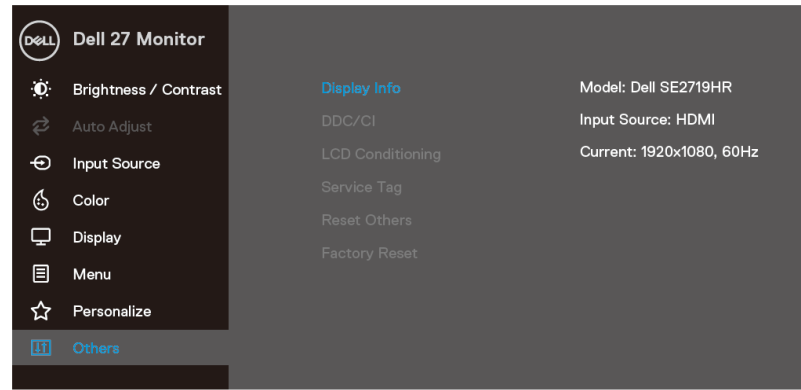 DELL Dell 27 Monitor
Brightness / Contrast
Auto Adjust
Input Source
Color
Display
Menu
Personalize
Others
Display Info
DDC/CI
LCD Conditioning
Service Tag
Reset Others
Factory Reset
Model: Dell SE2719HR
Input Source: HDMI
Current: 1920x1080, 60Hz